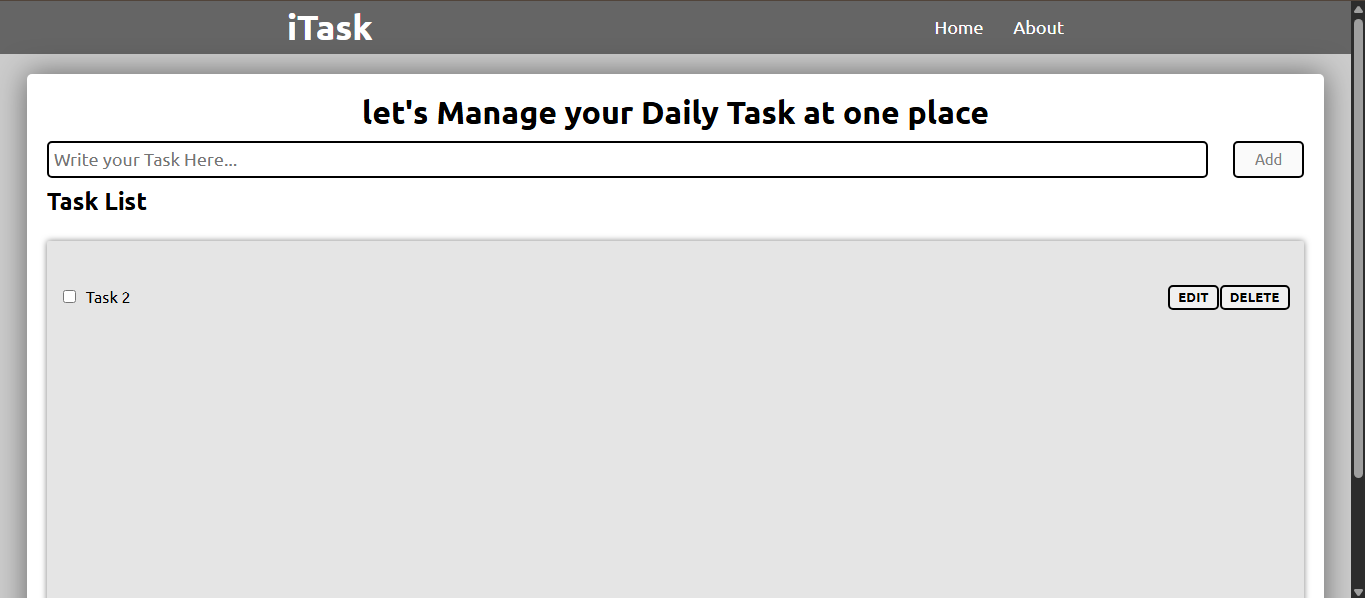 iTask
Home About
let's Manage your Daily Task at one place
Write your Task Here...
Add
Task List
Task 2
EDIT DELETE